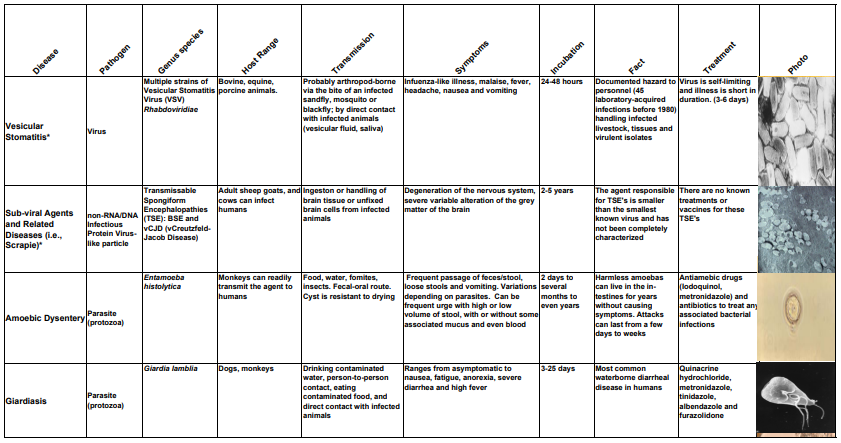 Disease
Pathogen
Genus species
Host Range
Transmission
Symptoms
Incubation
Fact
Treatment
Photo
Vesicular
Stomatitis*
Virus
Multiple strains of
Vesicular Stomatitis
Virus (VSV)
Rhabdoviridiae
Bovine, equine,
porcine animals.
Probably arthropod-borne
via the bite of an infected
sandfly, mosquito or
blackfly; by direct contact
with infected animals
(vesicular fluid, saliva)
Infuenza-like illness, malaise, fever,
headache, nausea and vomiting
24-48 hours
Documented hazard to
personnel (45
laboratory-acquired
infections before 1980)
handling infected
livestock, tissues and
virulent isolates
Virus is self-limiting
and illness is short in
duration. (3-6 days)
Sub-viral Agents
and Related
Diseases (i.e.,
Scrapie)*
non-RNA/DNA
Infectious
Protein Virus-
like particle
Transmissable
Spongiform
Encephalopathies
(TSE): BSE and
vCJD (vCreutzfeld-
Jacob Disease)
Adult sheep goats, and
cows can infect
humans
Ingeston or handling of
brain tissue or unfixed
brain cells from infected
animals
Degeneration of the nervous system,
severe variable alteration of the grey
matter of the brain
2-5 years
The agent responsible
for TSE's is smaller
than the smallest
known virus and has
not been completely
characterized
There are no known
treatments or
vaccines for these
TSE's
Amoebic Dysentery
Parasite
(protozoa)
Entamoeba
histolytica
Monkeys can readily
transmit the agent to
humans
Food, water, fomites,
insects. Fecal-oral route.
Cyst is resistant to drying
Frequent passage of feces/stool,
loose stools and vomiting. Variations
depending on parasites. Can be
frequent urge with high or low
volume of stool, with or without some
associated mucus and even blood
2 days to
several
months to
even years
Harmless amoebas
can live in the in-
testines for years
without causing
symptoms. Attacks
can last from a few
days to weeks
Antiamebic drugs
(Iodoquinol,
metronidazole) and
antibiotics to treat any
associated bacterial
infections
Giardiasis
Parasite
(protozoa)
Giardia lamblia
Dogs, monkeys
Drinking contaminated
water, person-to-person
contact, eating
contaminated food, and
direct contact with infected
animals
Ranges from asymptomatic to
nausea, fatigue, anorexia, severe
diarrhea and high fever
3-25 days
Most common
waterborne diarrheal
disease in humans
Quinacrine
hydrochloride,
metronidazole,
tinidazole,
albendazole and
furazolidone